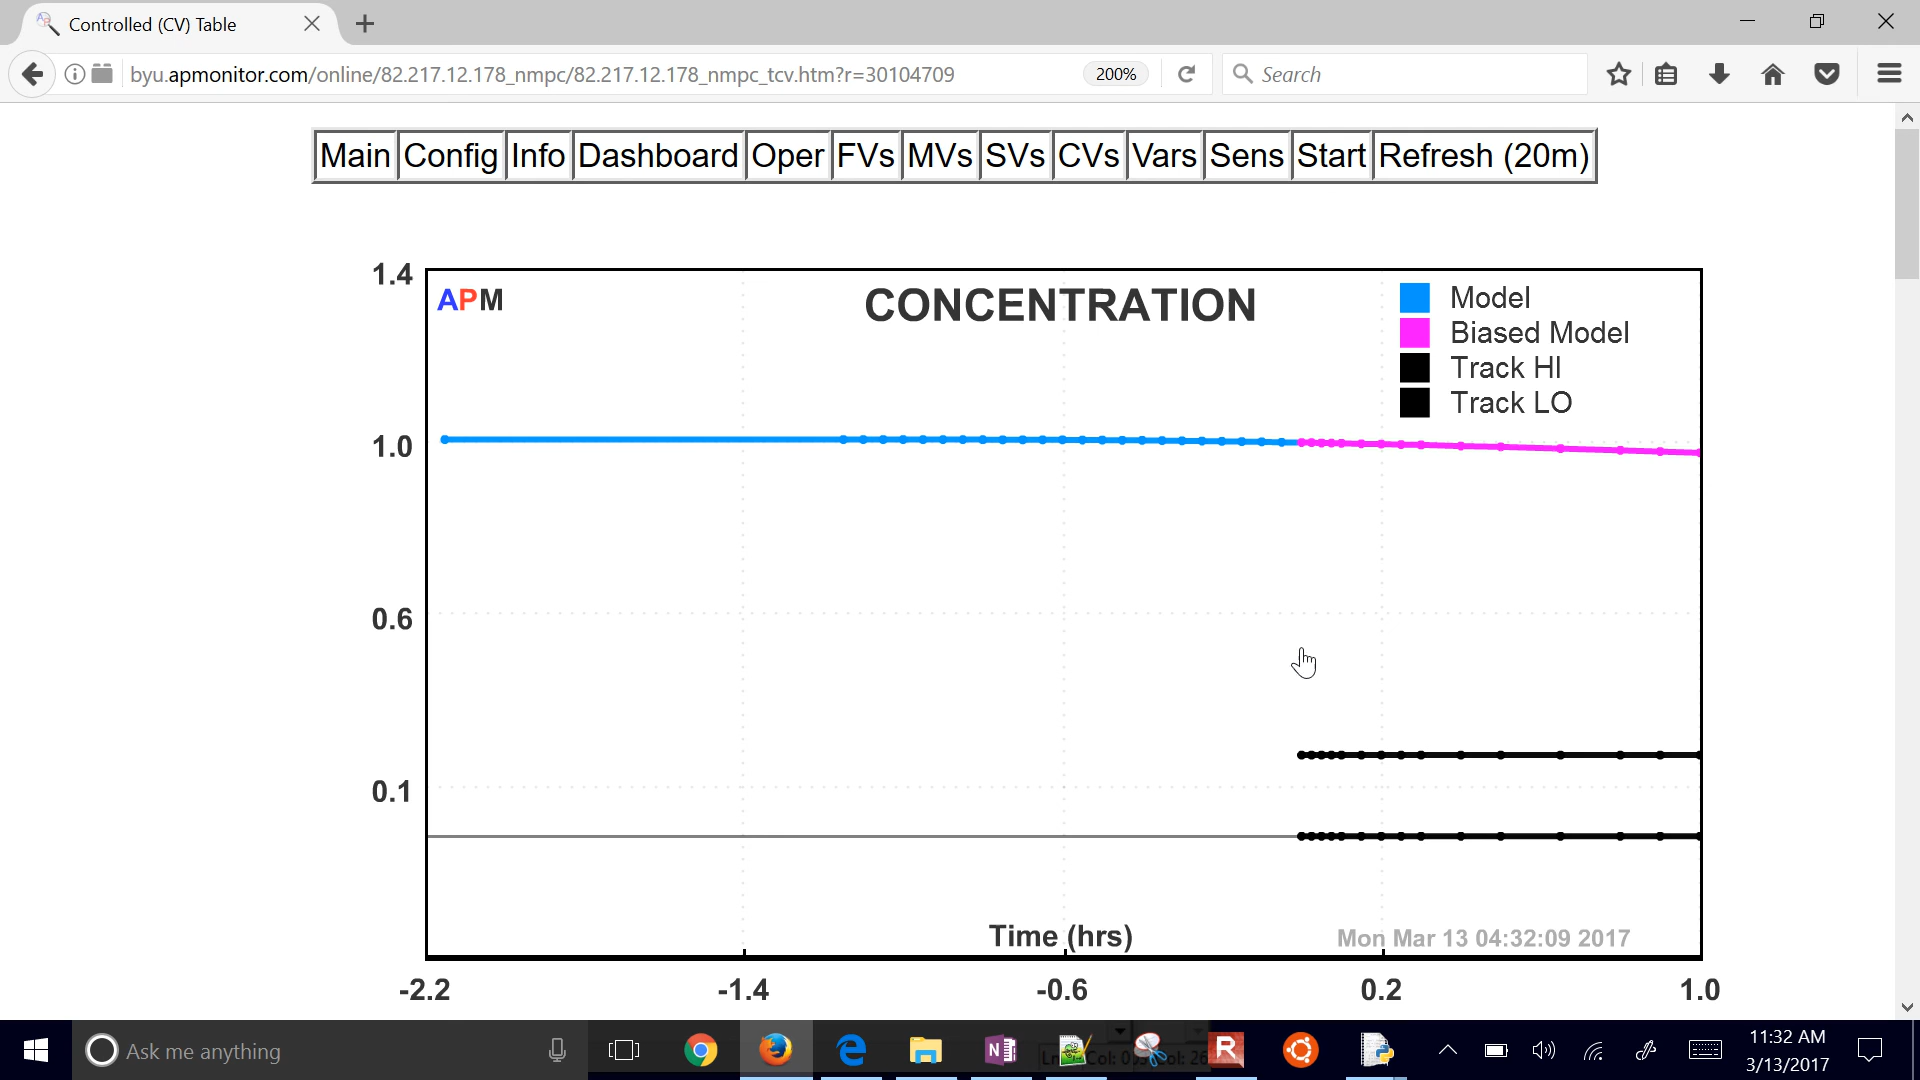 Controlled (CV) Table
byu.apmonitor.com/online/82.217.12.178_nmpc/82.217.12.178_nmpc_tcv.htm?r=30104709
200%
Search
Main Config Info Dashboard Oper FVs MVs SVs CVs Vars Sens Start Refresh (20m)
APM
CONCENTRATION
Model
Biased Model
Track HI
Track LO
1.4
1.0
0.6
0.1
Time (hrs)
Mon Mar 13 04:32:09 2017
-2.2 -1.4 -0.6 0.2 1.0
Ask me anything
11:32 AM
3/13/2017